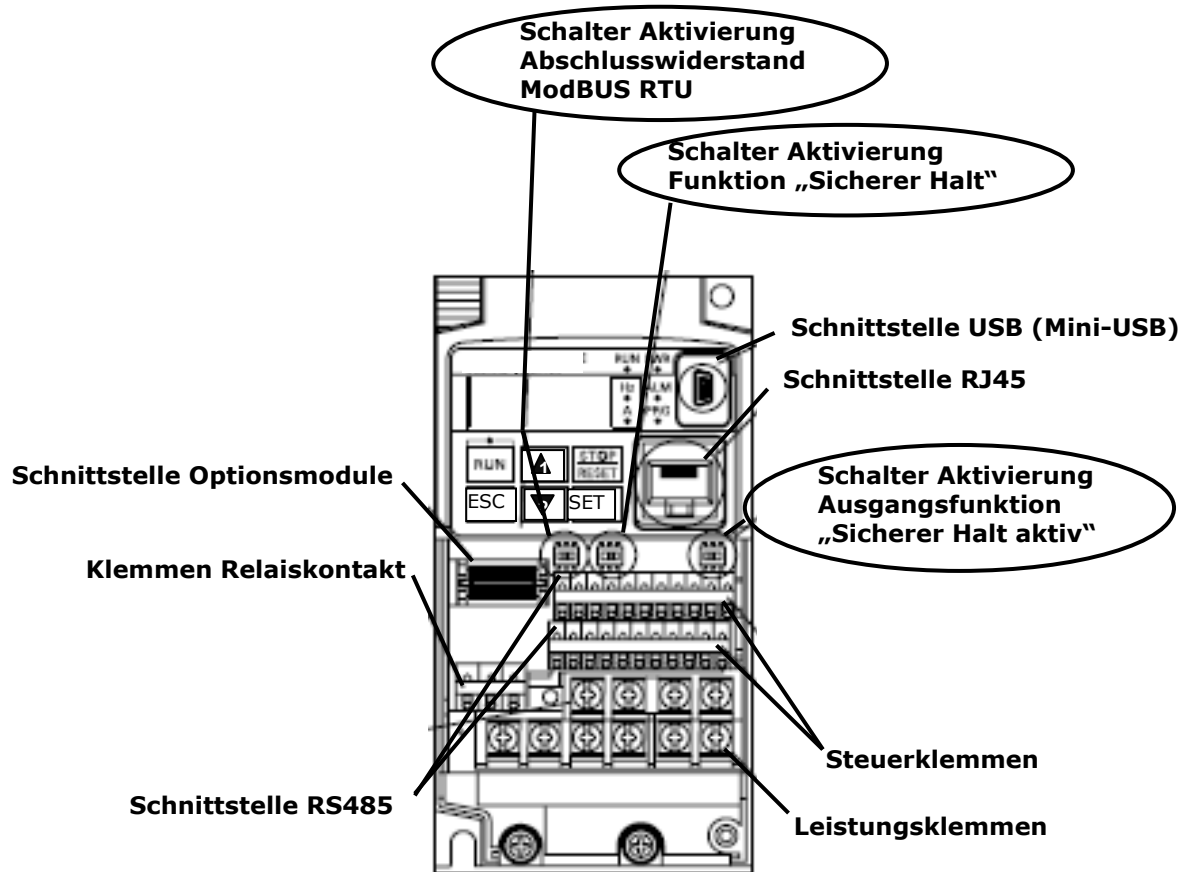 Schalter Aktivierung
Abschlusswiderstand
ModBUS RTU
Schalter Aktivierung
Funktion „Sicherer Halt“
Schnittstelle USB (Mini-USB)
RUN PWR
Schnittstelle RJ45
Hz ALM
A PRG
Schnittstelle Optionsmodule
RUN STOP
RESET
ESC SET
Schalter Aktivierung
Ausgangsfunktion
„Sicherer Halt aktiv“
Klemmen Relaiskontakt
Steuerklemmen
Schnittstelle RS485
Leistungsklemmen